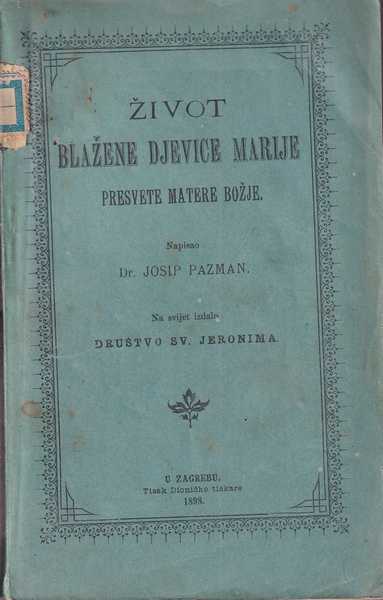 ŽIVOT
BLAŽENE DJEVICE MARIJE
PRESVETE MATERE BOŽJE.
Napisao
Dr. JOSIP PAZMAN.
Na svijet izdalo
DRUŠTVO SV. JERONIMA.
U ZAGREBU.
Tisak Dioničke tiskare
1898.